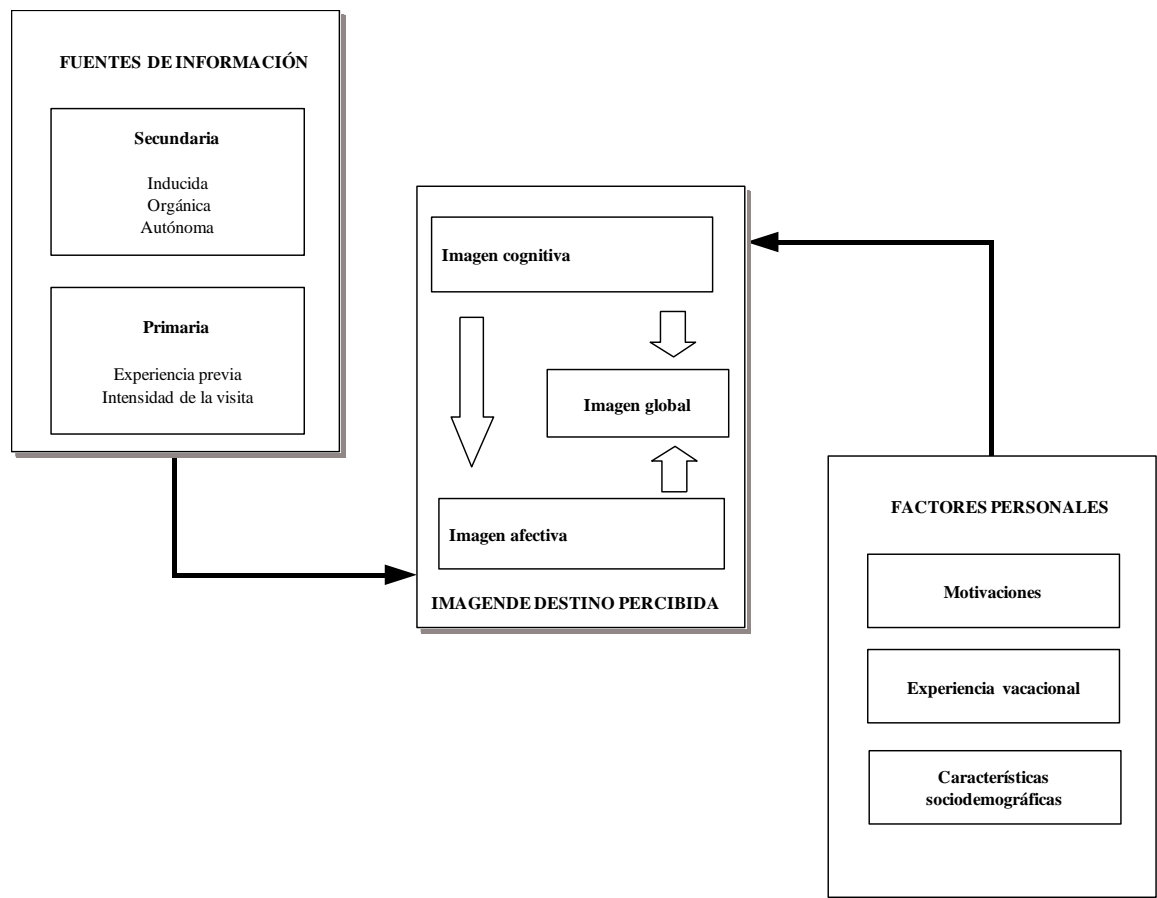 FUENTES DE INFORMACIÓN
Secundaria
Inducida
Orgánica
Autónoma
Primaria
Experiencia previa
Intensidad de la visita
Imagen cognitiva
Imagen global
Imagen afectiva
IMAGENDE DESTINO PERCIBIDA
FACTORES PERSONALES
Motivaciones
Experiencia vacacional
Característicás
sociodemográficas